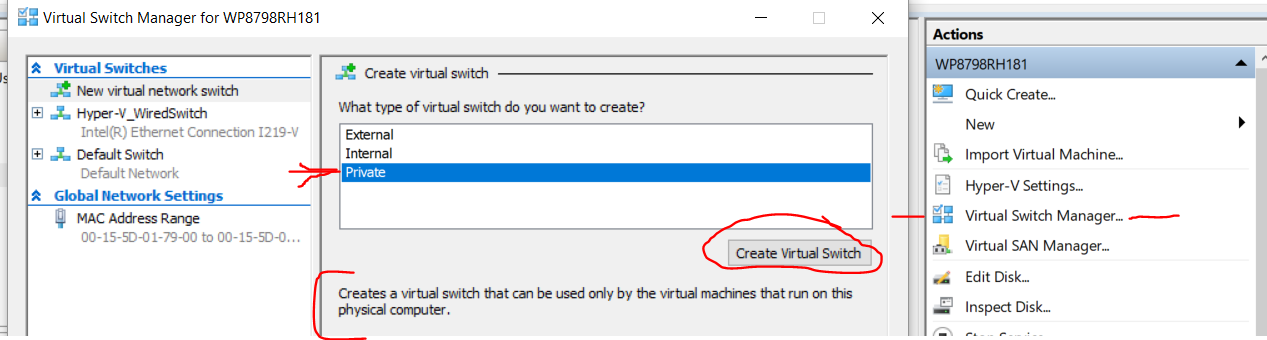 Virtual Switch Manager for WP8798RH181
Virtual Switches
New virtual network switch
Hyper-V_WiredSwitch
Intel(R) Ethernet Connection I219-V
Default Switch
Default Network
Global Network Settings
MAC Address Range
00-15-5D-01-79-00 to 00-15-5D-0...
Create virtual switch
What type of virtual switch do you want to create?
External
Internal
Private
Create Virtual Switch
Creates a virtual switch that can be used only by the virtual machines that run on this
physical computer.
Actions
WP8798RH181
Quick Create...
New
Import Virtual Machine...
Hyper-V Settings...
Virtual Switch Manager...
Virtual SAN Manager...
Edit Disk...
Inspect Disk...